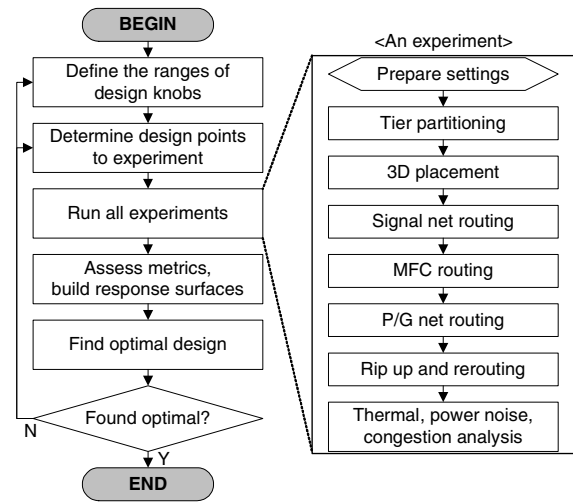 BEGIN
Define the ranges of
design knobs
Determine design points
to experiment
Run all experiments
Assess metrics,
build response surfaces
Find optimal design
Found optimal?
N
Y
END
<An experiment>
Prepare settings
Tier partitioning
3D placement
Signal net routing
MFC routing
P/G net routing
Rip up and rerouting
Thermal, power noise,
congestion analysis